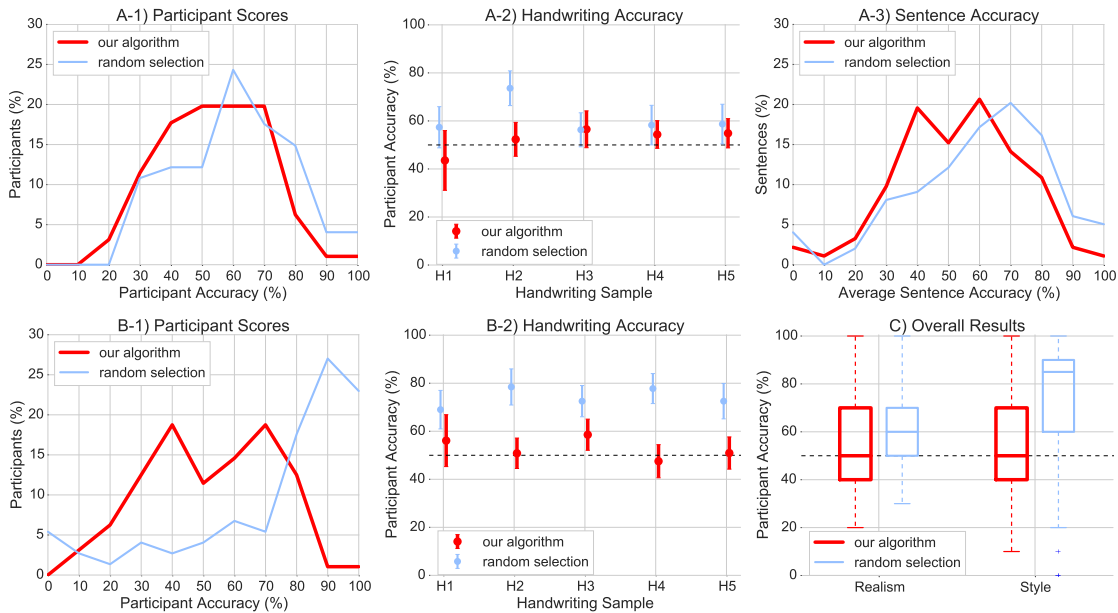 A-1) Participant Scores
30
25
20
15
10
5
0
0 10 20 30 40 50 60 70 80 90 100
Participants (%)
Participant Accuracy (%)
our algorithm
random selection
A-2) Handwriting Accuracy
100
80
60
40
20
0
H1 H2 H3 H4 H5
Participant Accuracy (%)
Handwriting Sample
our algorithm
random selection
A-3) Sentence Accuracy
30
25
20
15
10
5
0
0 10 20 30 40 50 60 70 80 90 100
Sentences (%)
Average Sentence Accuracy (%)
our algorithm
random selection
B-1) Participant Scores
30
25
20
15
10
5
0
0 10 20 30 40 50 60 70 80 90 100
Participants (%)
Participant Accuracy (%)
our algorithm
random selection
B-2) Handwriting Accuracy
100
80
60
40
20
0
H1 H2 H3 H4 H5
Participant Accuracy (%)
Handwriting Sample
our algorithm
random selection
C) Overall Results
100
80
60
40
20
0
Realism Style
Participant Accuracy (%)
our algorithm
random selection